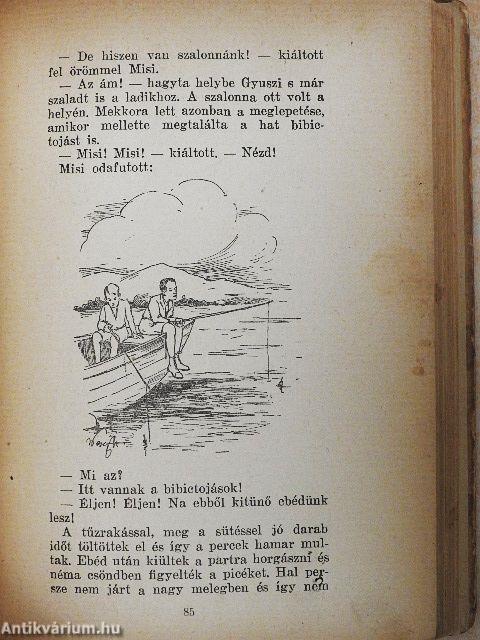 — De hiszen van szalonnánk! — kiáltott
fel örömmel Misi.
— Az ám! — hagyta helybe Gyuszi s már
szaladt is a ladikhoz. A szalonna ott volt a
helyén. Mekkora lett azonban a meglepetése,
amikor mellette megtalálta a hat bibic-
tojást is.
— Misi! Misi! — kiáltott. — Nézd!
Misi odafutott:
— Mi az?
— Itt vannak a bibictojások!
— Éljen! Éljen! Na ebből kitünő ebédünk
lesz!
A tűzrakással, meg a sütéssel jó darab
időt töltöttek el és így a percek hamar mul-
tak. Ebéd után kiültek a partra horgászni és
néma csöndben figyelték a picéket. Hal per-
sze nem járt a nagy melegben és így nem
85
Antikvárium.hu